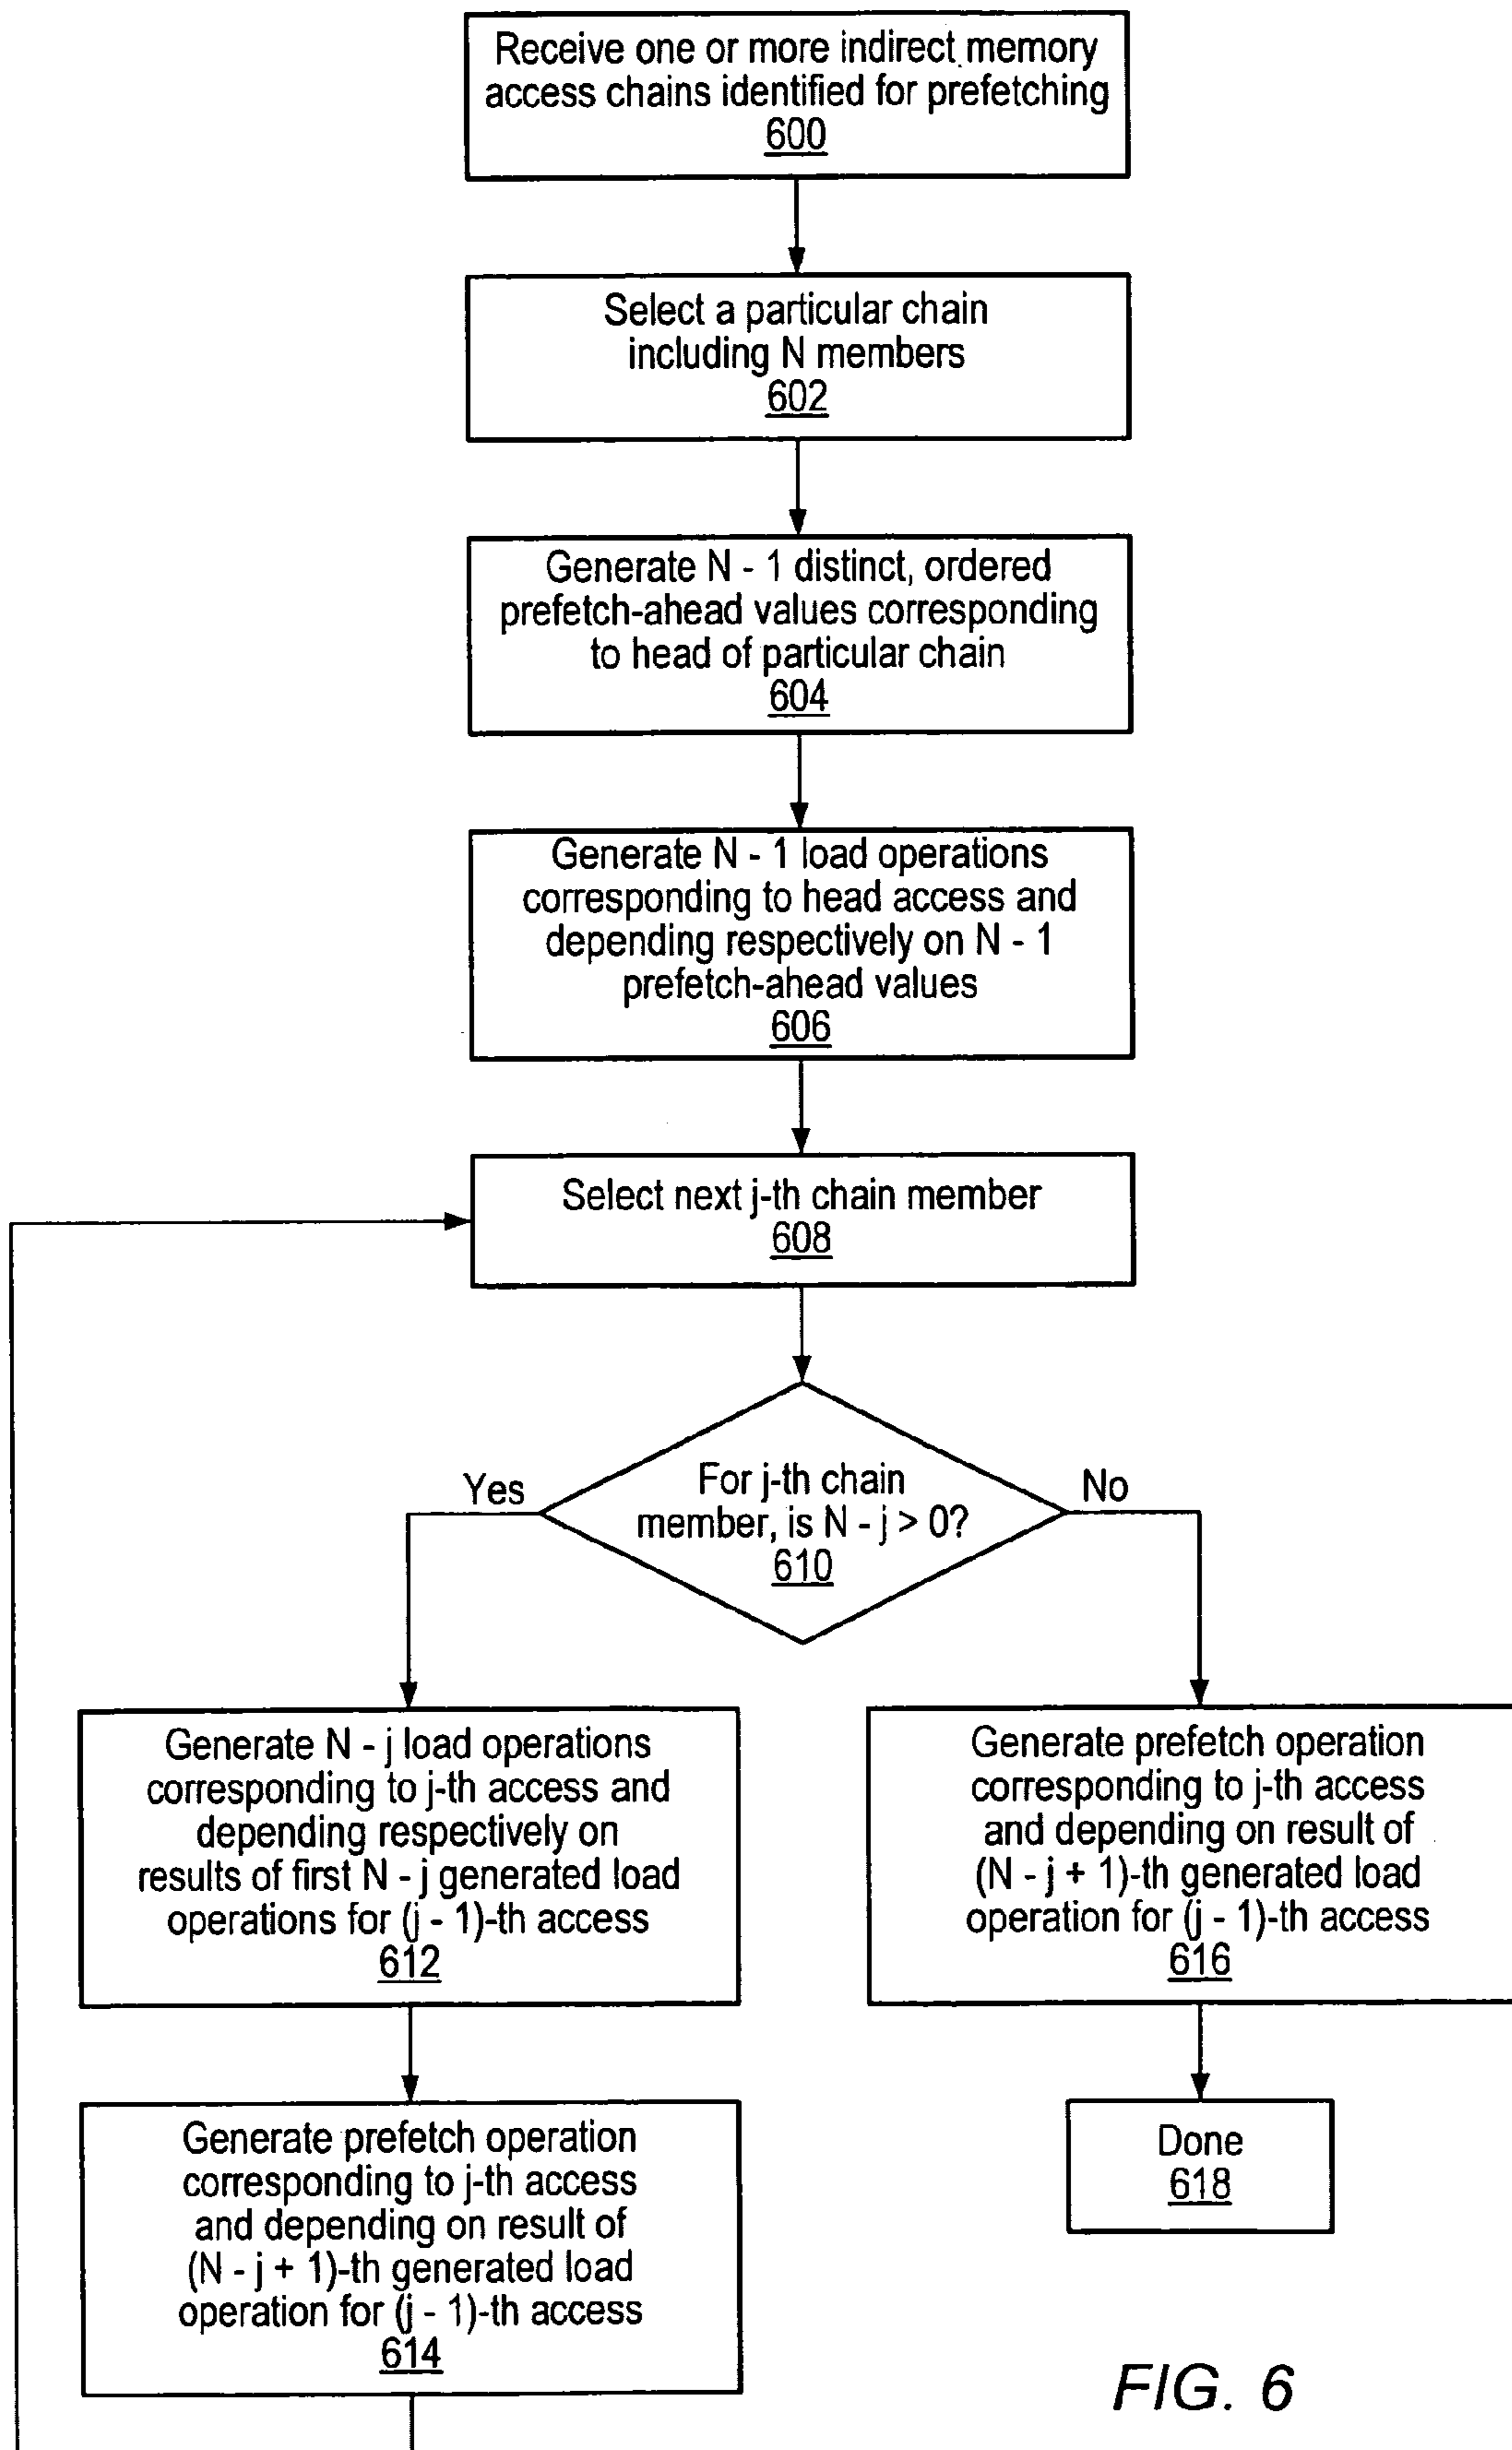 Receive one or more indirect memory
access chains identified for prefetching
600
Select a particular chain
including N members
602
Generate N - 1 distinct, ordered
prefetch-ahead values corresponding
to head of particular chain
604
Generate N - 1 load operations
corresponding to head access and
depending respectively on N - 1
prefetch-ahead values
606
Select next j-th chain member
608
For j-th chain
member, is N - j > 0?
610
Yes
No
Generate N - j load operations
corresponding to j-th access and
depending respectively on
results of first N - j generated load
operations for (j - 1)-th access
612
Generate prefetch operation
corresponding to j-th access
and depending on result of
(N - j + 1)-th generated load
operation for (j - 1)-th access
616
Generate prefetch operation
corresponding to j-th access
and depending on result of
(N - j + 1)-th generated load
operation for (j - 1)-th access
614
Done
618
FIG. 6